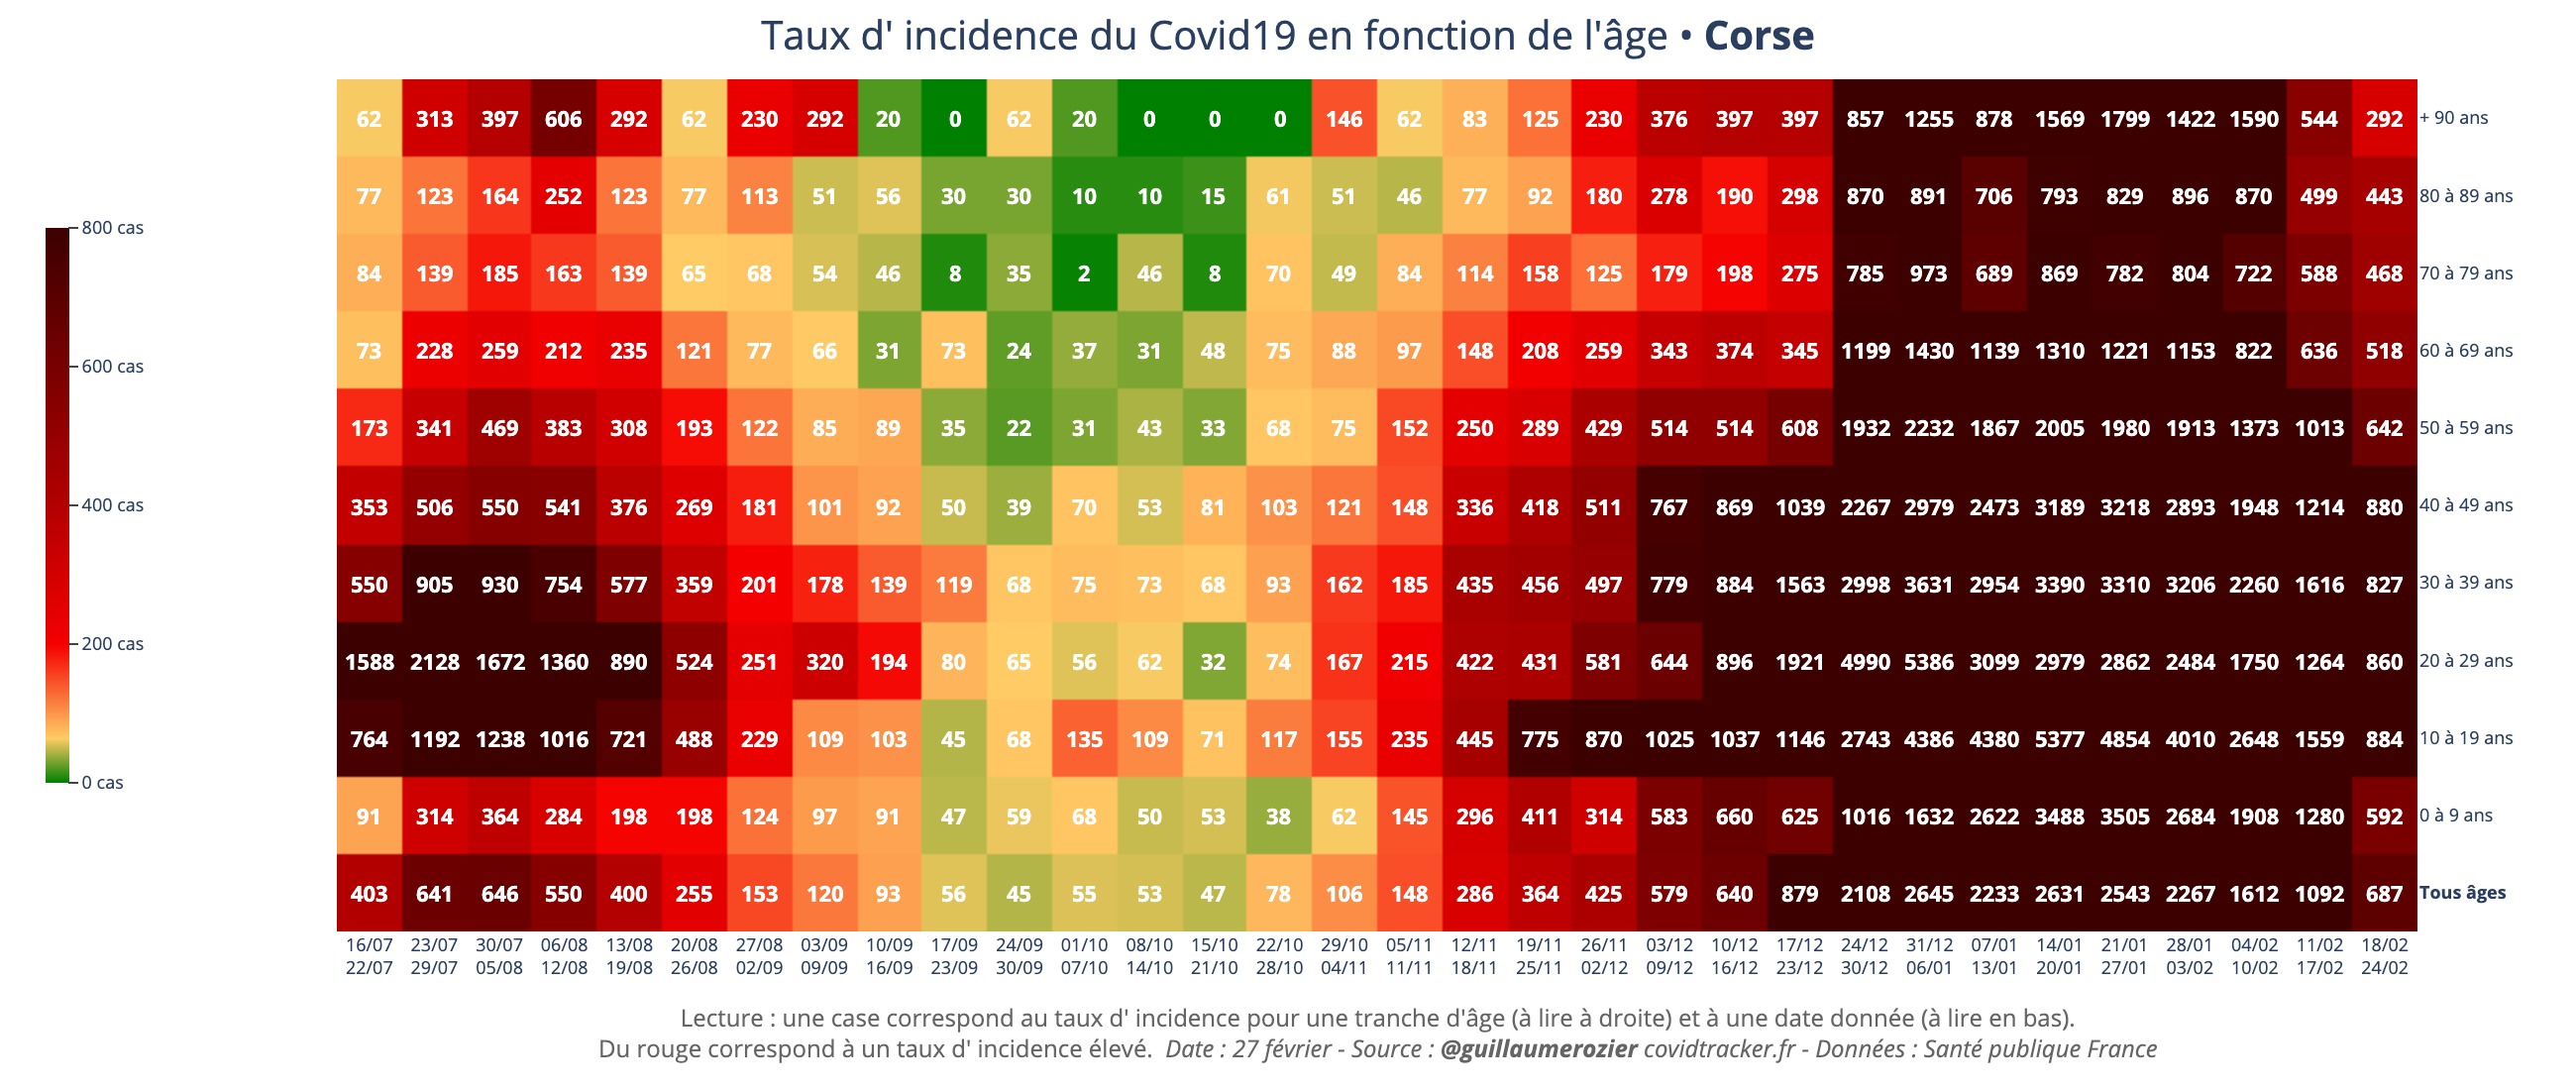 Taux d' incidence du Covid19 en fonction de l'âge • Corse
62 313 397 606 292 62 230 292 20 0 62 20 0 0 0 146 62 83 125 230 376 397 397 857 1255 878 1569 1799 1422 1590 544 292 + 90 ans
77 123 164 252 123 77 113 51 56 30 30 10 10 15 61 51 46 77 92 180 278 190 298 870 891 706 793 829 896 870 499 443 80 à 89 ans
800 cas
84 139 185 163 139 65 68 54 46 8 35 2 46 8 70 49 84 114 158 125 179 198 275 785 973 689 869 782 804 722 588 468 70 à 79 ans
73 228 259 212 235 121 77 66 31 73 24 37 31 48 75 88 97 148 208 259 343 374 345 1199 1430 1139 1310 1221 1153 822 636 518 60 à 69 ans
600 cas
173 341 469 383 308 193 122 85 89 35 22 31 43 33 68 75 152 250 289 429 514 514 608 1932 2232 1867 2005 1980 1913 1373 1013 642 50 à 59 ans
400 cas
353 506 550 541 376 269 181 101 92 50 39 70 53 81 103 121 148 336 418 511 767 869 1039 2267 2979 2473 3189 3218 2893 1948 1214 880 40 à 49 ans
550 905 930 754 577 359 201 178 139 119 68 75 73 68 93 162 185 435 456 497 779 884 1563 2998 3631 2954 3390 3310 3206 2260 1616 827 30 à 39 ans
200 cas
1588 2128 1672 1360 890 524 251 320 194 80 65 56 62 32 74 167 215 422 431 581 644 896 1921 4990 5386 3099 2979 2862 2484 1750 1264 860 20 à 29 ans
764 1192 1238 1016 721 488 229 109 103 45 68 135 109 71 117 155 235 445 775 870 1025 1037 1146 2743 4386 4380 5377 4854 4010 2648 1559 884 10 à 19 ans
0 cas
91 314 364 284 198 198 124 97 91 47 59 68 50 53 38 62 145 296 411 314 583 660 625 1016 1632 2622 3488 3505 2684 1908 1280 592 0 à 9 ans
403 641 646 550 400 255 153 120 93 56 45 55 53 47 78 106 148 286 364 425 579 640 879 2108 2645 2233 2631 2543 2267 1612 1092 687 Tous âges
16/07 23/07 30/07 06/08 13/08 20/08 27/08 03/09 10/09 17/09 24/09 01/10 08/10 15/10 22/10 29/10 05/11 12/11 19/11 26/11 03/12 10/12 17/12 24/12 31/12 07/01 14/01 21/01 28/01 04/02 11/02 18/02
22/07 29/07 05/08 12/08 19/08 26/08 02/09 09/09 16/09 23/09 30/09 07/10 14/10 21/10 28/10 04/11 11/11 18/11 25/11 02/12 09/12 16/12 23/12 30/12 06/01 13/01 20/01 27/01 03/02 10/02 17/02 24/02
Lecture : une case correspond au taux d' incidence pour une tranche d'âge (à lire à droite) et à une date donnée (à lire en bas).
Du rouge correspond à un taux d' incidence élevé. Date : 27 février - Source : @guillaumerozier covidtracker.fr - Données : Santé publique France